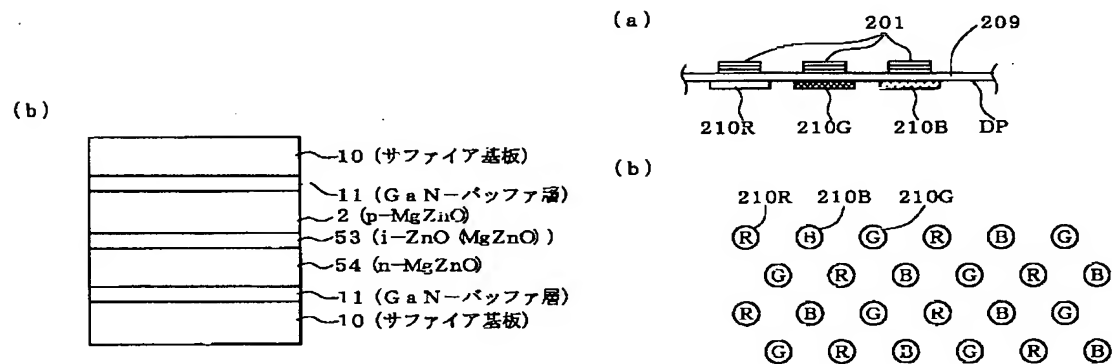 (b)
10 (サファイア基板)
11 (GaN-バッファ層)
2 (p-MgZnO)
53 (i-ZnO (MgZnO))
54 (n-MgZnO)
11 (GaN-バッファ層)
10 (サファイア基板)
(a)
201 209
210R 210G 210B DP
(b)
210R 210B 210G
R B G R B G
G R B G R B
R B G R B G
G R B G R B